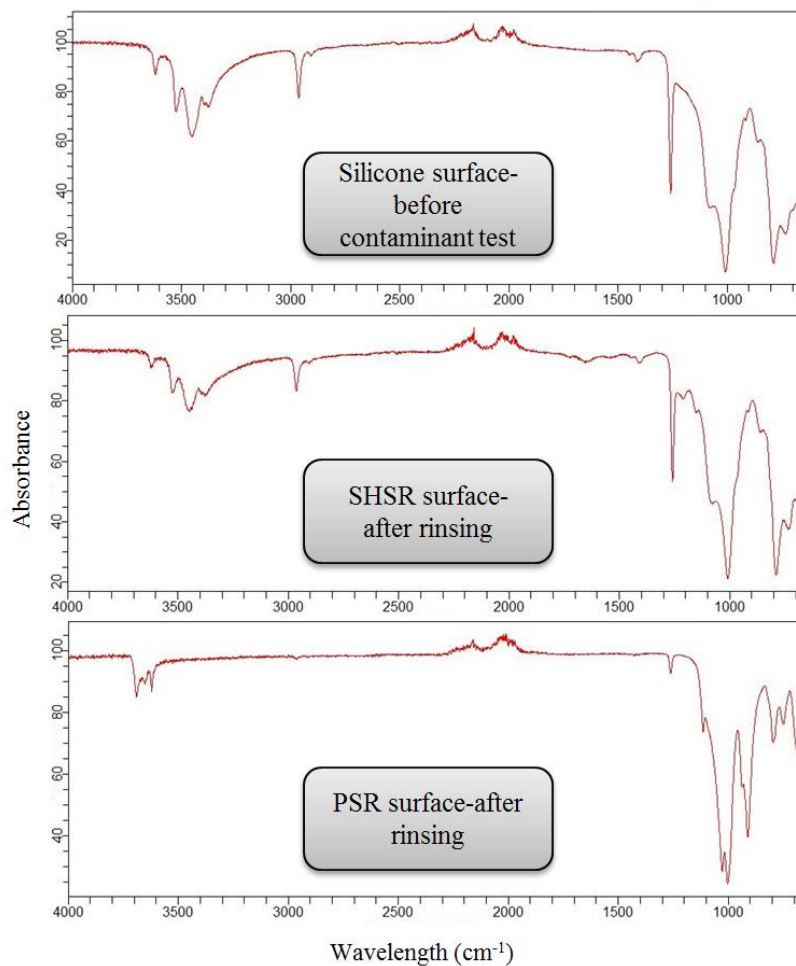 100
80
60
40
20
Silicone surface-
before
contaminant test
4000 3500 3000 2500 2000 1500 1000
Absorbance
100
80
60
40
20
SHSR surface-
after rinsing
4000 3500 3000 2500 2000 1500 1000
100
80
60
40
PSR surface-after
rinsing
4000 3500 3000 2500 2000 1500 1000
Wavelength (cm⁻¹)